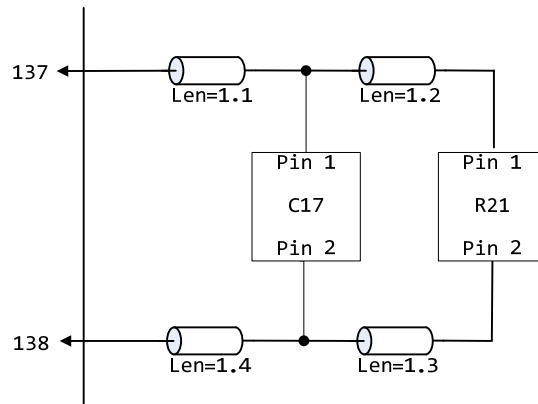 137
Len=1.1
Len=1.2
Pin 1
C17
Pin 2
Pin 1
R21
Pin 2
138
Len=1.4
Len=1.3